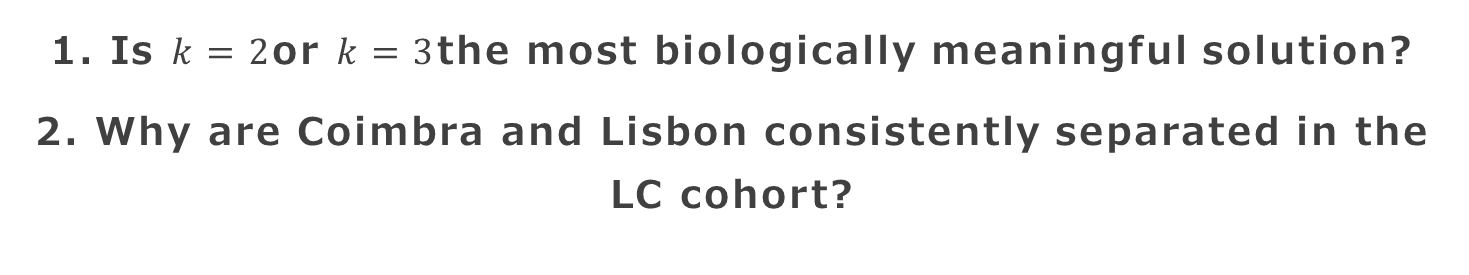 1. Is k = 2or k = 3the most biologically meaningful solution?
2. Why are Coimbra and Lisbon consistently separated in the
LC cohort?